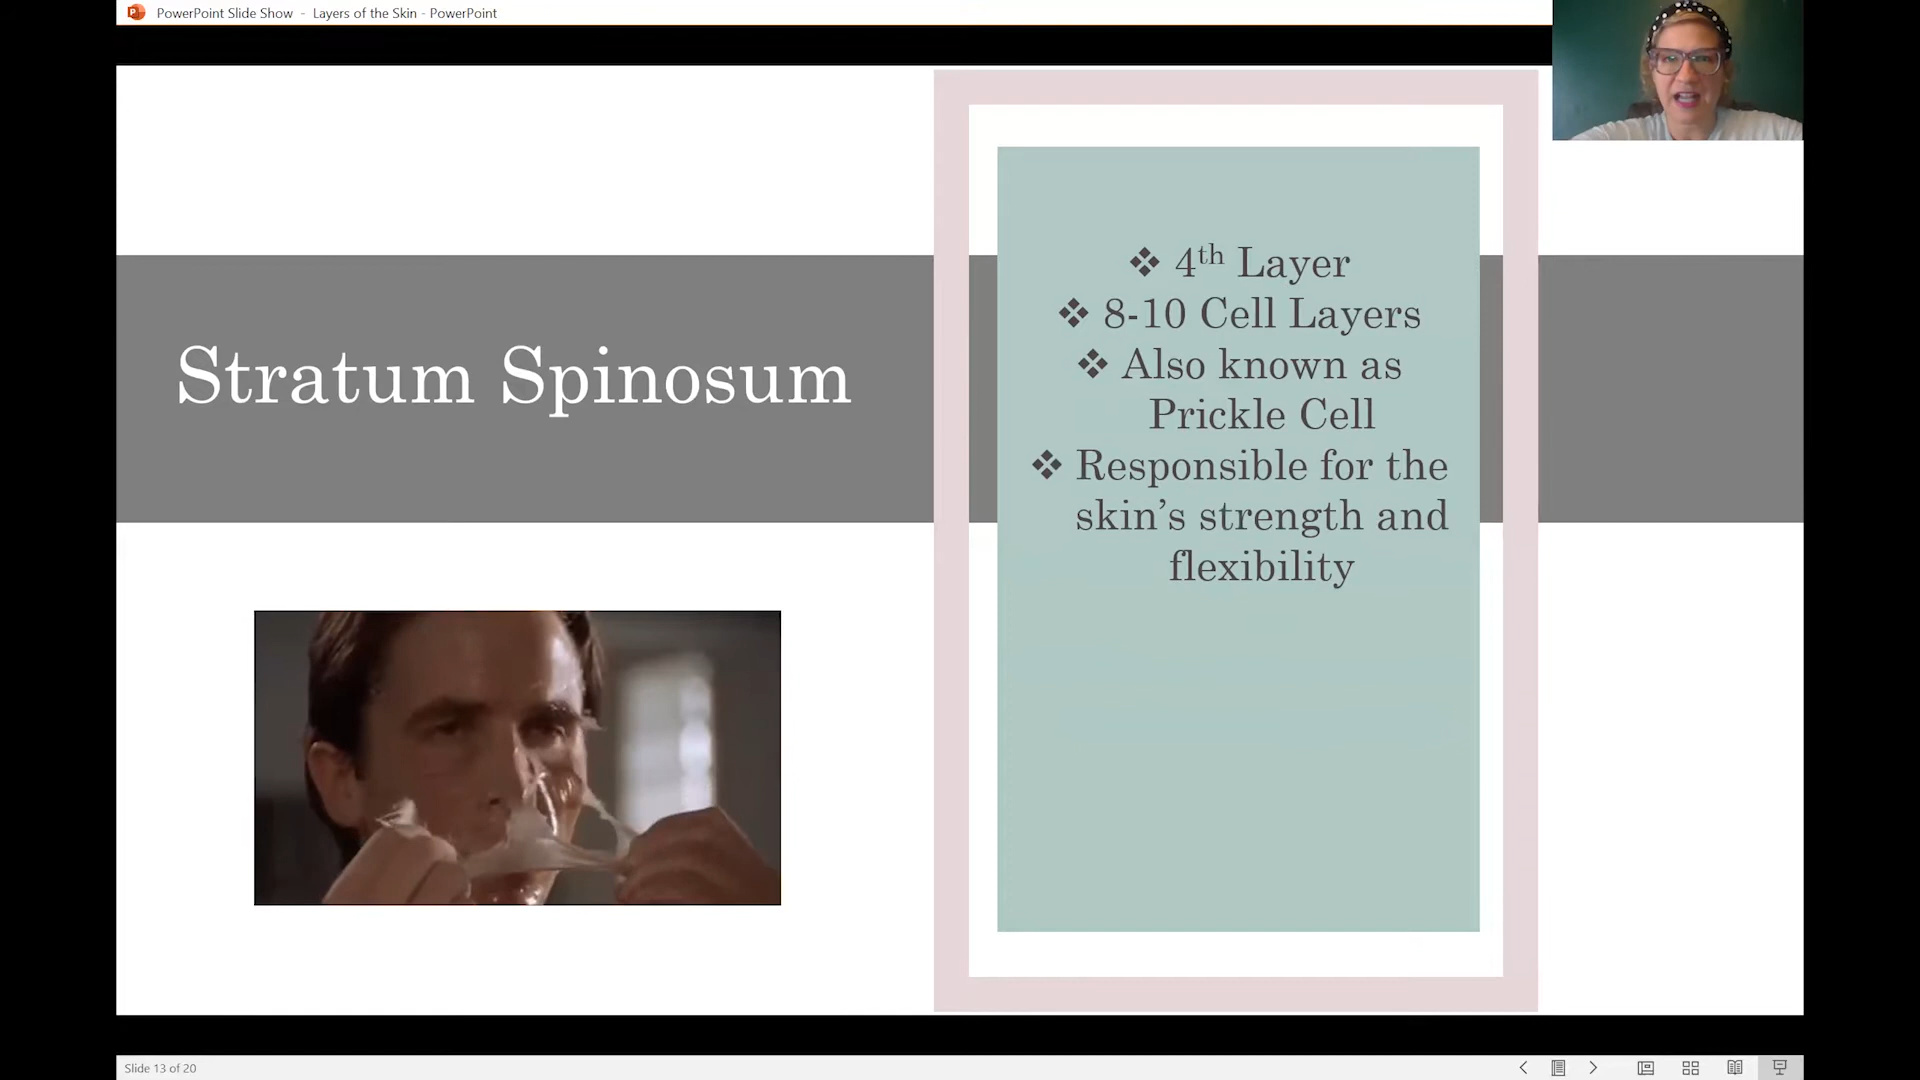 PowerPoint Slide Show - Layers of the Skin - PowerPoint
Stratum Spinosum
❖ 4th Layer
❖ 8-10 Cell Layers
❖ Also known as
Prickle Cell
❖ Responsible for the
skin’s strength and
flexibility
Slide 13 of 20